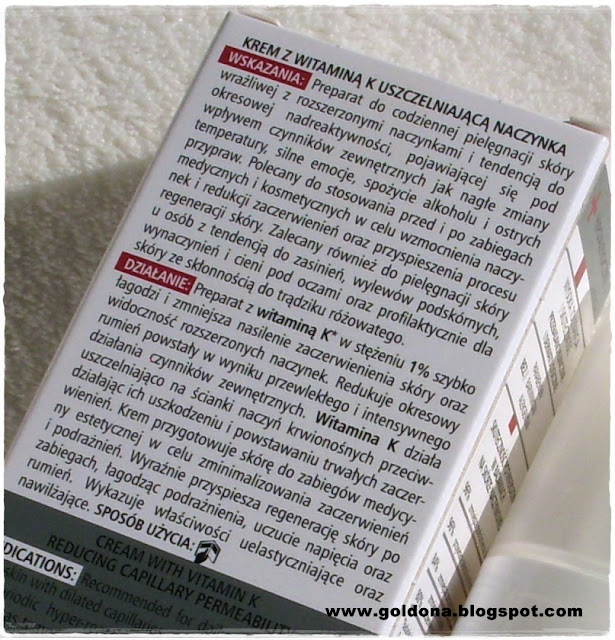 KREM Z WITAMINĄ K USZCZELNIAJĄCĄ NACZYNKA
WSKAZANIA: Preparat do codziennej pielęgnacji skóry
wrażliwej z rozszerzonymi naczynkami i tendencją do
okresowej nadreaktywności, pojawiającej się pod
wpływem czynników zewnętrznych jak nagłe zmiany
temperatury, silne emocje, spożycie alkoholu i ostrych
przypraw. Polecany do stosowania przed i po zabiegach
medycznych i kosmetycznych w celu wzmocnienia naczy-
nek i redukcji zaczerwienień oraz przyspieszenia procesu
regeneracji skóry. Zalecany również do pielęgnacji skóry
u osób z tendencją do zasinień, wylewów podskórnych,
wynaczynień i cieni pod oczami oraz profilaktycznie dla
skóry ze skłonnością do trądziku różowatego.
DZIAŁANIE: Preparat z witaminą K* w stężeniu 1% szybko
łagodzi i zmniejsza nasilenie zaczerwienienia skóry oraz
widoczność rozszerzonych naczynek. Redukuje okresowy
rumień powstały w wyniku przewlekłego i intensywnego
działania czynników zewnętrznych. Witamina K działa
uszczelniająco na ścianki naczyń krwionośnych przeciw-
działając ich uszkodzeniu i powstawaniu trwałych zaczer-
wienień. Krem przygotowuje skórę do zabiegów medycy-
ny estetycznej w celu zminimalizowania zaczerwienień
i podrażnień. Wyraźnie przyspiesza regenerację skóry po
zabiegach, łagodząc podrażnienia, uczucie napięcia oraz
rumień. Wykazuje właściwości uelastyczniające oraz
nawilżające. SPOSÓB UŻYCIA:
CREAM WITH VITAMIN K
REDUCING CAPILLARY PERMEABILITY
DICATIONS: Recommended for
skin with dilated capillar
hyper
www.goldona.blogspot.com